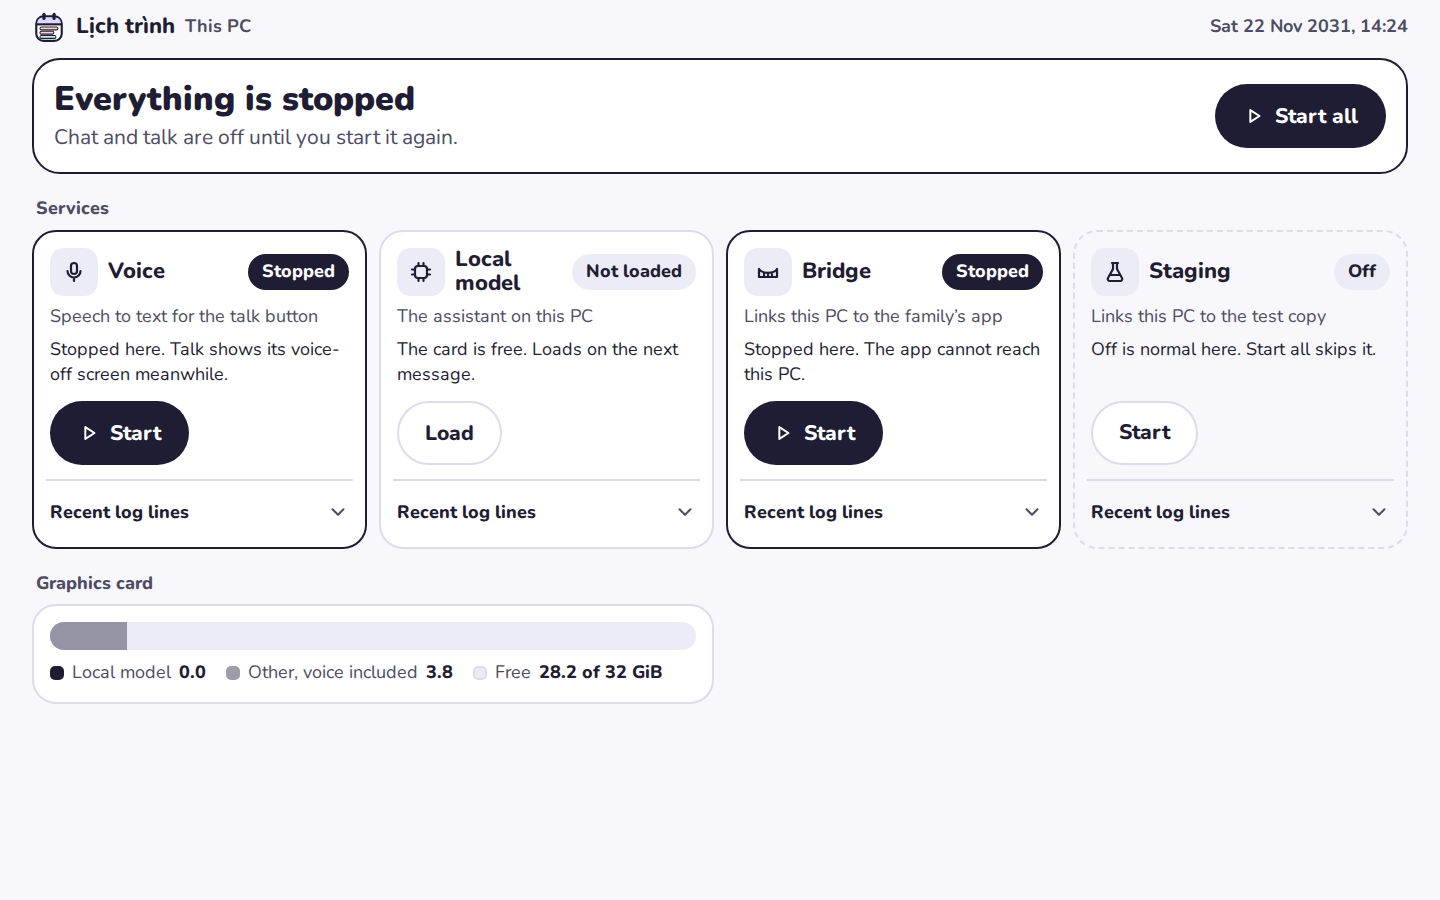 Lịch trình This PC
Sat 22 Nov 2031, 14:24
Everything is stopped
Chat and talk are off until you start it again.
Start all
Services
Voice
Stopped
Speech to text for the talk button
Stopped here. Talk shows its voice-
off screen meanwhile.
Start
Recent log lines
Local
model
Not loaded
The assistant on this PC
The card is free. Loads on the next
message.
Load
Recent log lines
Bridge
Stopped
Links this PC to the family’s app
Stopped here. The app cannot reach
this PC.
Start
Recent log lines
Staging
Off
Links this PC to the test copy
Off is normal here. Start all skips it.
Start
Recent log lines
Graphics card
Local model 0.0 Other, voice included 3.8 Free 28.2 of 32 GiB